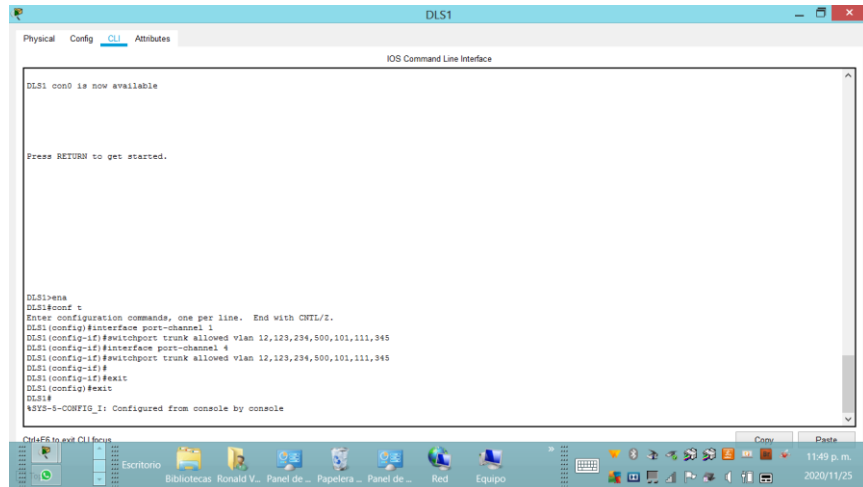 DLS1
Physical Config CLI Attributes
IOS Command Line Interface
DLS1 con0 is now available
Press RETURN to get started.
DLS1>ena
DLS1#conf t
Enter configuration commands, one per line. End with CNTL/Z.
DLS1(config)#interface port-channel 1
DLS1(config-if)#switchport trunk allowed vlan 12,123,234,500,101,111,345
DLS1(config-if)#interface port-channel 4
DLS1(config-if)#switchport trunk allowed vlan 12,123,234,500,101,111,345
DLS1(config-if)#
DLS1(config-if)#exit
DLS1(config)#exit
DLS1#
%SYS-5-CONFIG_I: Configured from console by console
Ctrl+F6 to exit CLI focus
Copy Paste
Escritorio
Bibliotecas Ronald V... Panel de ... Papelera ... Panel de ... Red Equipo
»
11:49 p. m.
2020/11/25